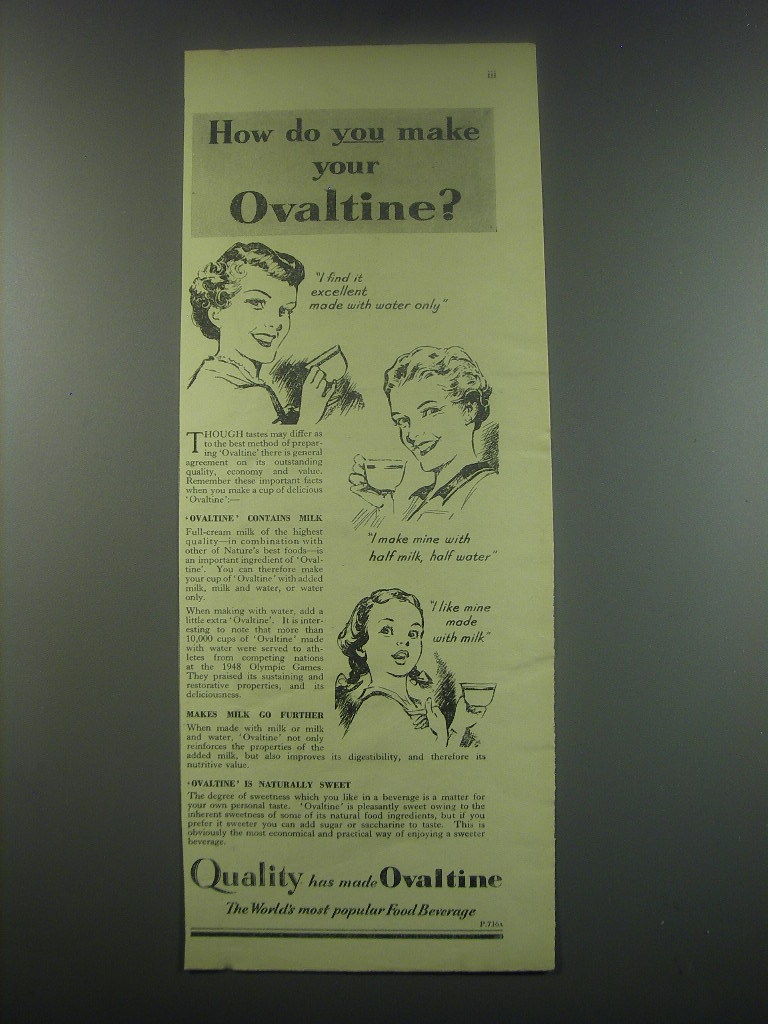 iii
How do you make
your
Ovaltine?
"I find it
excellent
made with water only"
THOUGH tastes may differ as
to the best method of prepar-
ing 'Ovaltine' there is general
agreement on its outstanding
quality, economy and value.
Remember these important facts
when you make a cup of delicious
'Ovaltine':—
"I make mine with
half milk, half water"
'OVALTINE' CONTAINS MILK
Full-cream milk of the highest
quality—in combination with
other of Nature's best foods—is
an important ingredient of 'Oval-
tine'. You can therefore make
your cup of 'Ovaltine' with added
milk, milk and water, or water
only.
When making with water, add a
little extra 'Ovaltine'. It is inter-
esting to note that more than
10,000 cups of 'Ovaltine' made
with water were served to ath-
letes from competing nations
at the 1948 Olympic Games.
They praised its sustaining and
restorative properties, and its
deliciousness.
"I like mine
made
with milk"
MAKES MILK GO FURTHER
When made with milk or milk
and water, 'Ovaltine' not only
reinforces the properties of the
added milk, but also improves its digestibility, and therefore its
nutritive value.
'OVALTINE' IS NATURALLY SWEET
The degree of sweetness which you like in a beverage is a matter for
your own personal taste. 'Ovaltine' is pleasantly sweet owing to the
inherent sweetness of some of its natural food ingredients, but if you
prefer it sweeter you can add sugar or saccharine to taste. This is
obviously the most economical and practical way of enjoying a sweeter
beverage.
Quality has made Ovaltine
The World's most popular Food Beverage
P.716A